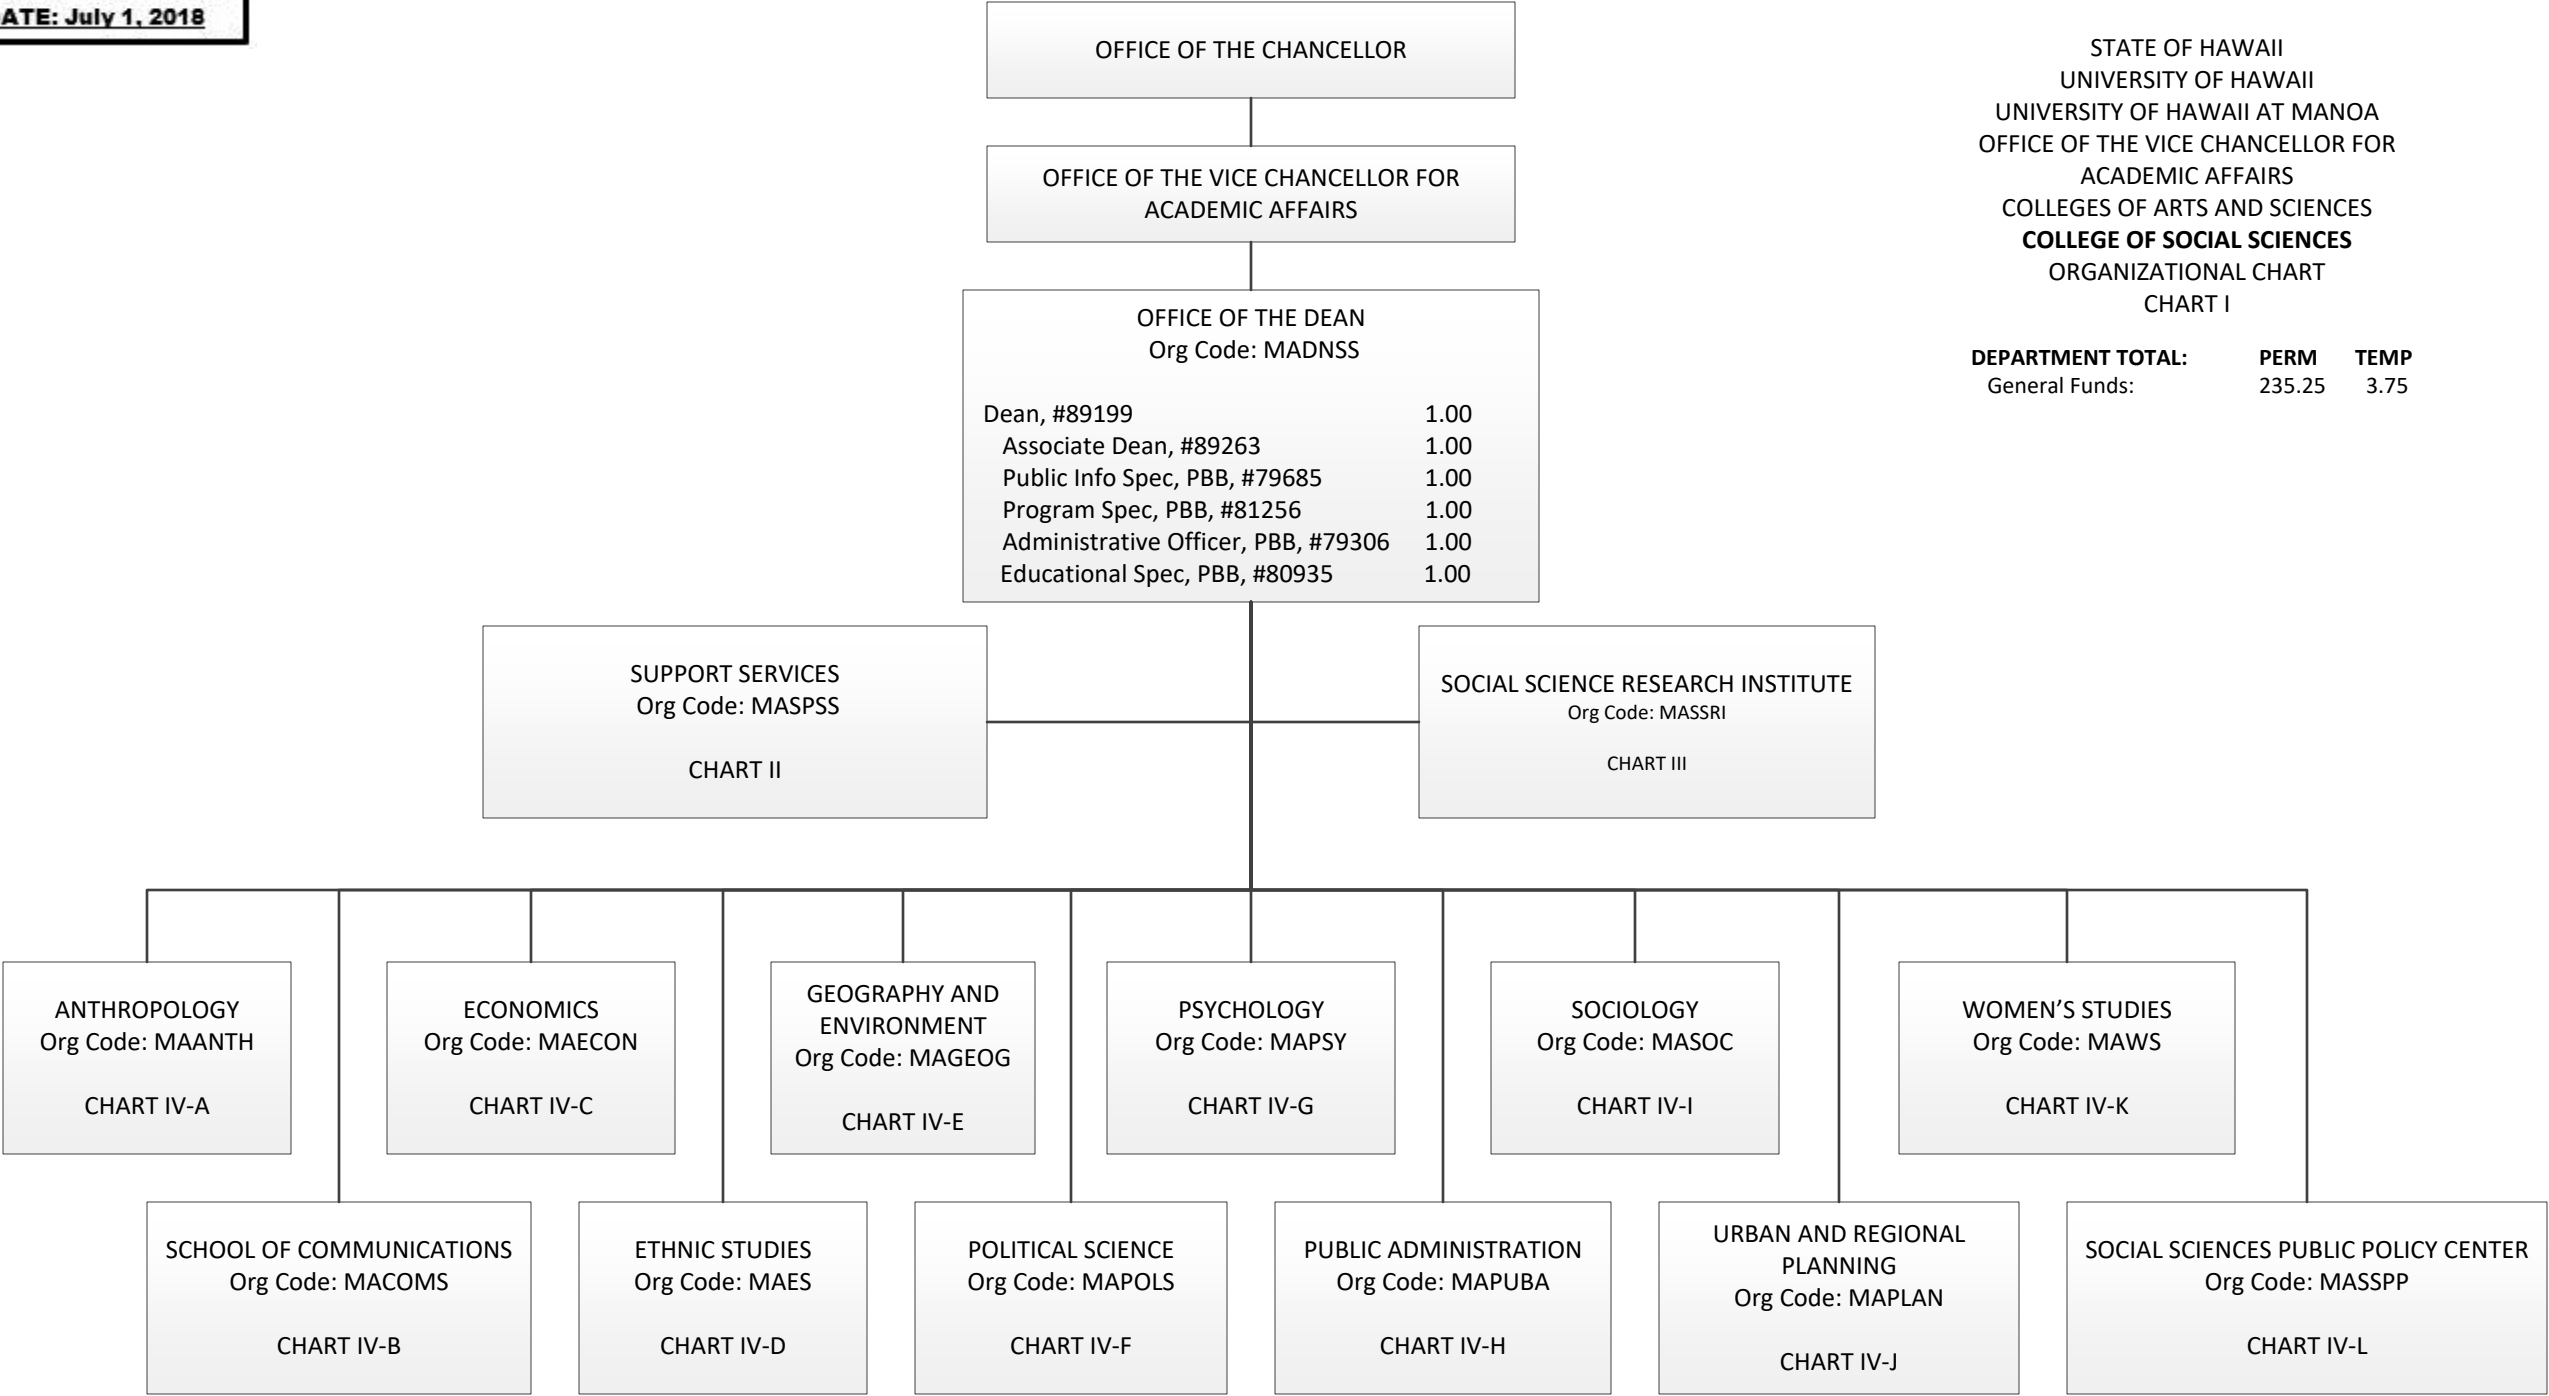 ATE: July 1, 2018
OFFICE OF THE CHANCELLOR
OFFICE OF THE VICE CHANCELLOR FOR
ACADEMIC AFFAIRS
STATE OF HAWAII
UNIVERSITY OF HAWAII
UNIVERSITY OF HAWAII AT MANOA
OFFICE OF THE VICE CHANCELLOR FOR
ACADEMIC AFFAIRS
COLLEGES OF ARTS AND SCIENCES
COLLEGE OF SOCIAL SCIENCES
ORGANIZATIONAL CHART
CHART I
DEPARTMENT TOTAL: PERM TEMP
General Funds: 235.25 3.75
OFFICE OF THE DEAN
Org Code: MADNSS
Dean, #89199 1.00
Associate Dean, #89263 1.00
Public Info Spec, PBB, #79685 1.00
Program Spec, PBB, #81256 1.00
Administrative Officer, PBB, #79306 1.00
Educational Spec, PBB, #80935 1.00
SUPPORT SERVICES
Org Code: MASPSS
CHART II
SOCIAL SCIENCE RESEARCH INSTITUTE
Org Code: MASSRI
CHART III
ANTHROPOLOGY
Org Code: MAANTH
CHART IV-A
ECONOMICS
Org Code: MAECON
CHART IV-C
GEOGRAPHY AND
ENVIRONMENT
Org Code: MAGEOG
CHART IV-E
PSYCHOLOGY
Org Code: MAPSY
CHART IV-G
SOCIOLOGY
Org Code: MASOC
CHART IV-I
WOMEN’S STUDIES
Org Code: MAWS
CHART IV-K
SCHOOL OF COMMUNICATIONS
Org Code: MACOMS
CHART IV-B
ETHNIC STUDIES
Org Code: MAES
CHART IV-D
POLITICAL SCIENCE
Org Code: MAPOLS
CHART IV-F
PUBLIC ADMINISTRATION
Org Code: MAPUBA
CHART IV-H
URBAN AND REGIONAL
PLANNING
Org Code: MAPLAN
CHART IV-J
SOCIAL SCIENCES PUBLIC POLICY CENTER
Org Code: MASSPP
CHART IV-L